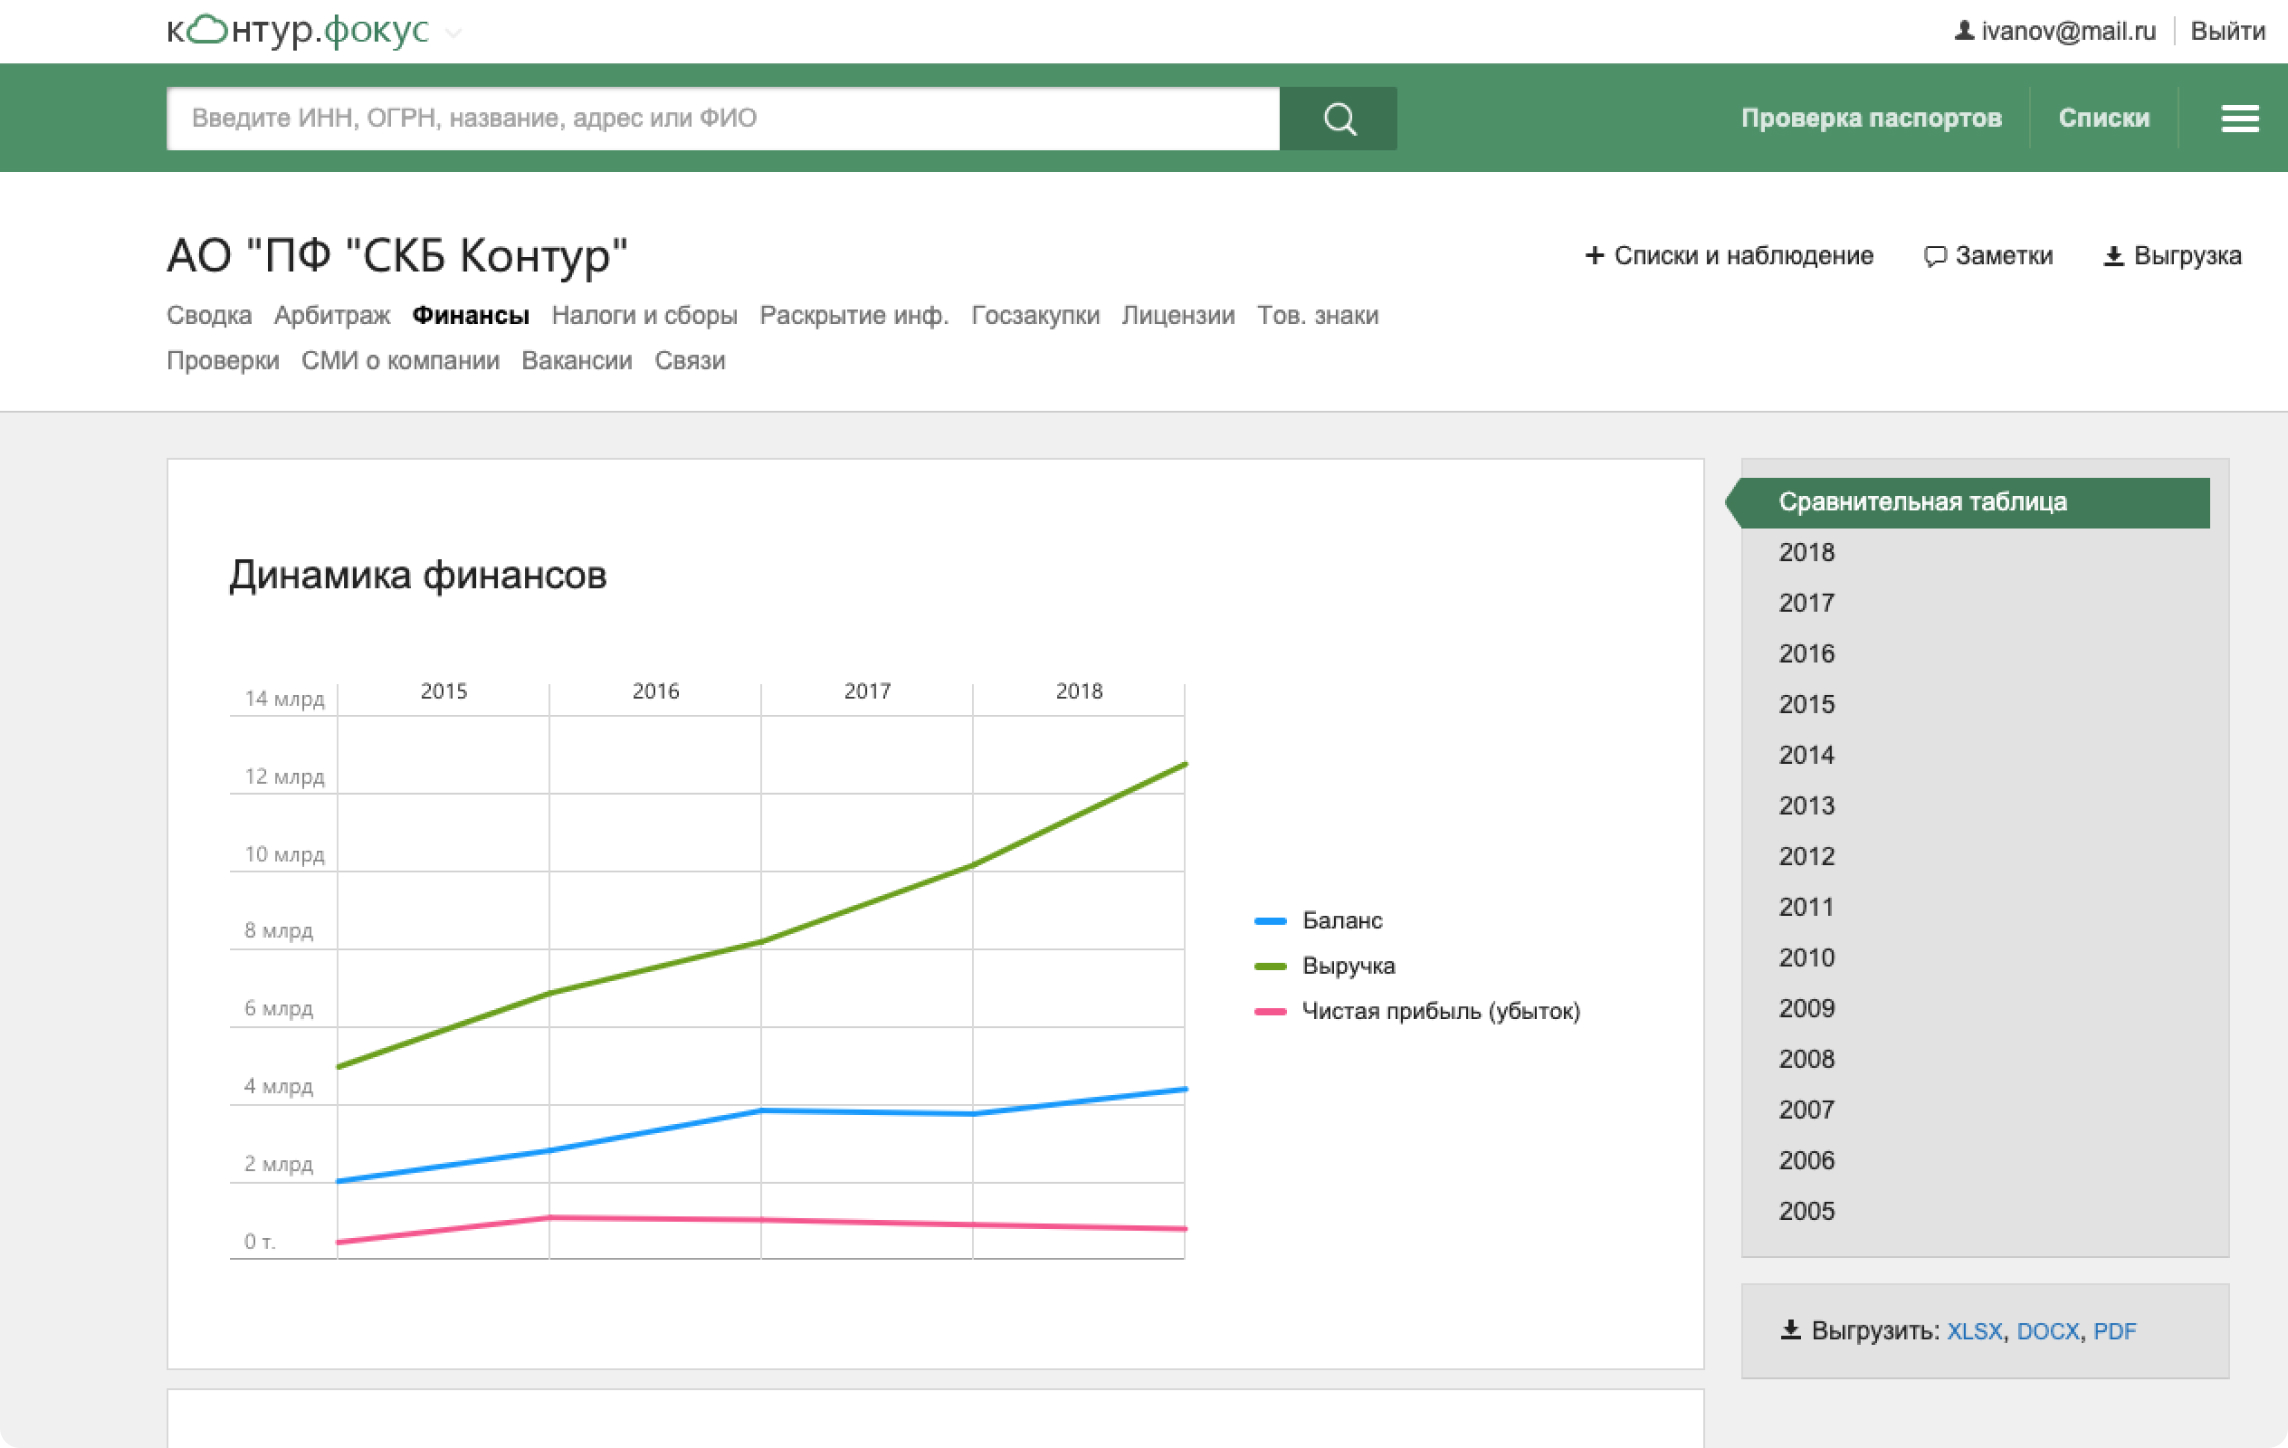 контур.фокус
ivanov@mail.ru
Выйти
Введите ИНН, ОГРН, название, адрес или ФИО
Проверка паспортов
Списки
АО "ПФ "СКБ Контур"
+ Списки и наблюдение
Заметки
Выгрузка
Сводка Арбитраж Финансы Налоги и сборы Раскрытие инф. Госзакупки Лицензии Тов. знаки
Проверки СМИ о компании Вакансии Связи
Динамика финансов
2015 2016 2017 2018
14 млрд
12 млрд
10 млрд
8 млрд
6 млрд
4 млрд
2 млрд
0 т.
Баланс
Выручка
Чистая прибыль (убыток)
Сравнительная таблица
2018
2017
2016
2015
2014
2013
2012
2011
2010
2009
2008
2007
2006
2005
Выгрузить: XLSX, DOCX, PDF